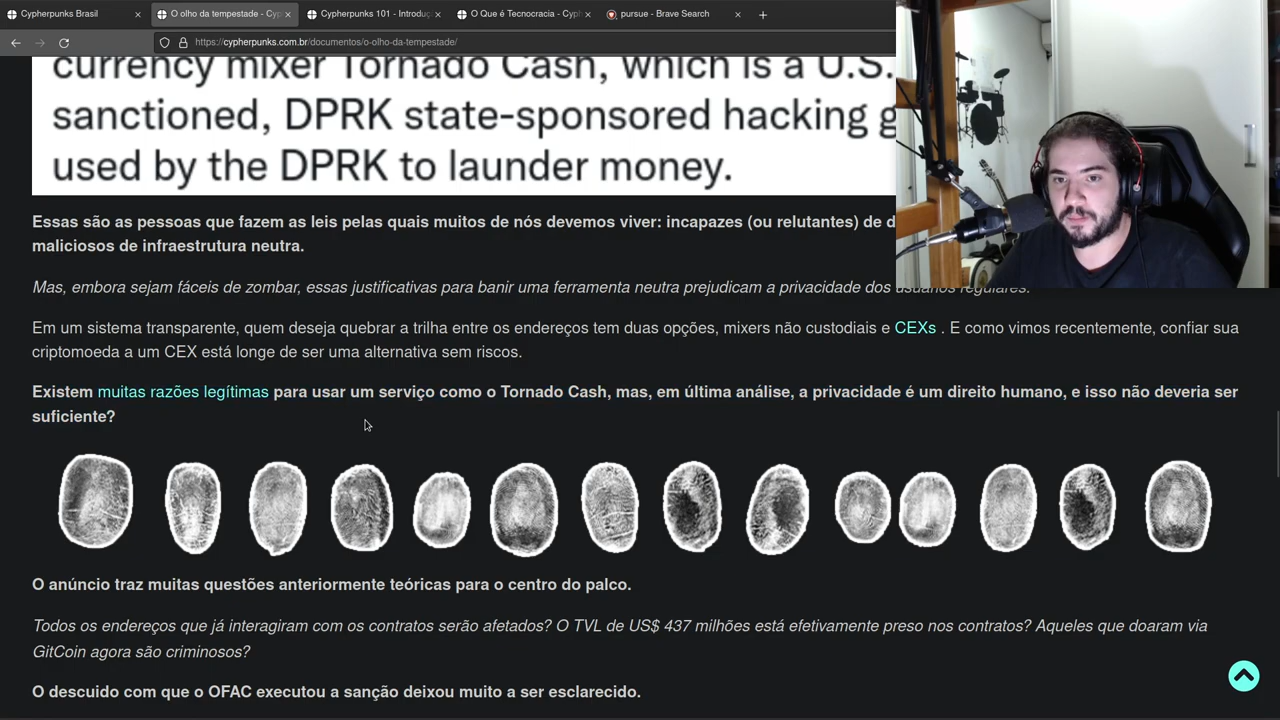 Cypherpunks Brasil
O olho da tempestade - Cyp
Cypherpunks 101 - Introduç
O Que é Tecnocracia - Cyph
pursue - Brave Search
https://cypherpunks.com.br/documentos/o-olho-da-tempestade/
currency mixer Tornado Cash, which is a U.S.
sanctioned, DPRK state-sponsored hacking g
used by the DPRK to launder money.
Essas são as pessoas que fazem as leis pelas quais muitos de nós devemos viver: incapazes (ou relutantes) de d
maliciosos de infraestrutura neutra.
Mas, embora sejam fáceis de zombar, essas justificativas para banir uma ferramenta neutra prejudicam a privacidade dos usuários regulares.
Em um sistema transparente, quem deseja quebrar a trilha entre os endereços tem duas opções, mixers não custodiais e CEXs . E como vimos recentemente, confiar sua
criptomoeda a um CEX está longe de ser uma alternativa sem riscos.
Existem muitas razões legítimas para usar um serviço como o Tornado Cash, mas, em última análise, a privacidade é um direito humano, e isso não deveria ser
suficiente?
O anúncio traz muitas questões anteriormente teóricas para o centro do palco.
Todos os endereços que já interagiram com os contratos serão afetados? O TVL de US$ 437 milhões está efetivamente preso nos contratos? Aqueles que doaram via
GitCoin agora são criminosos?
O descuido com que o OFAC executou a sanção deixou muito a ser esclarecido.